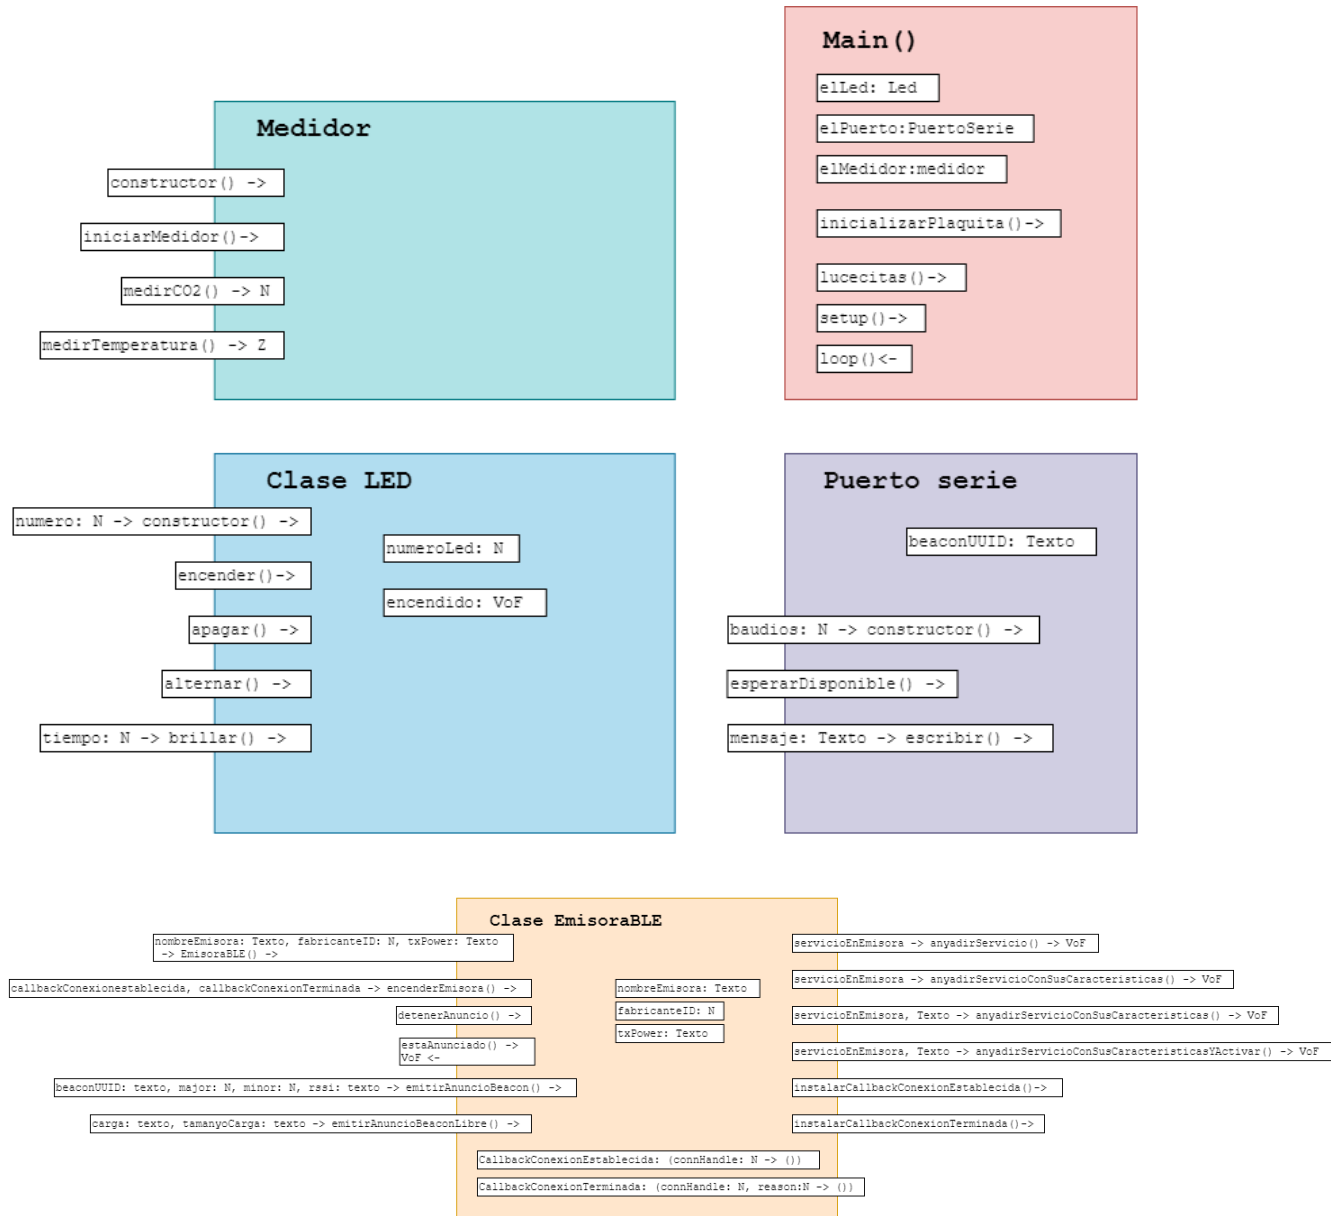 Main()
elLed: Led
elPuerto:PuertoSerie
elMedidor:medidor
inicializarPlaquita()->
lucecitas()->
setup()->
loop()<-
Medidor
constructor() ->
iniciarMedidor()->
medirCO2() -> N
medirTemperatura() -> Z
Clase LED
numero: N -> constructor() ->
encender()->
apagar() ->
alternar() ->
tiempo: N -> brillar() ->
numeroLed: N
encendido: VoF
Puerto serie
beaconUUID: Texto
baudios: N -> constructor() ->
esperarDisponible() ->
mensaje: Texto -> escribir() ->
Clase EmisoraBLE
nombreEmisora: Texto, fabricanteID: N, txPower: Texto
-> EmisoraBLE() ->
callbackConexionestablecida, callbackConexionTerminada -> encenderEmisora() ->
detenerAnuncio() ->
estaAnunciado() ->
VoF <-
beaconUUID: texto, major: N, minor: N, rssi: texto -> emitirAnuncioBeacon() ->
carga: texto, tamanyoCarga: texto -> emitirAnuncioBeaconLibre() ->
nombreEmisora: Texto
fabricanteID: N
txPower: Texto
servicioEnEmisora -> anyadirServicio() -> VoF
servicioEnEmisora -> anyadirServicioConSusCaracteristicas() -> VoF
servicioEnEmisora, Texto -> anyadirServicioConSusCaracteristicas() -> VoF
servicioEnEmisora, Texto -> anyadirServicioConSusCaracteristicasYActivar() -> VoF
instalarCallbackConexionEstablecida()->
instalarCallbackConexionTerminada()->
CallbackConexionEstablecida: (connHandle: N -> ())
CallbackConexionTerminada: (connHandle: N, reason:N -> ())